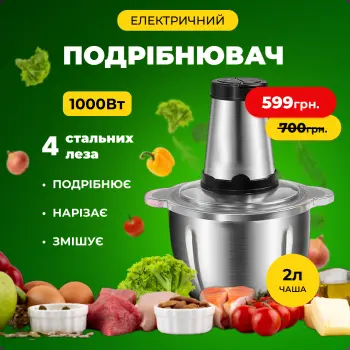 ЕЛЕКТРИЧНИЙ
ПОДРІБНЮВАЧ
1000Вт
599грн.
700грн.
4 стальних
леза
• ПОДРІБНЮЄ
• НАРІЗАЄ
• ЗМІШУЄ
2л
ЧАША